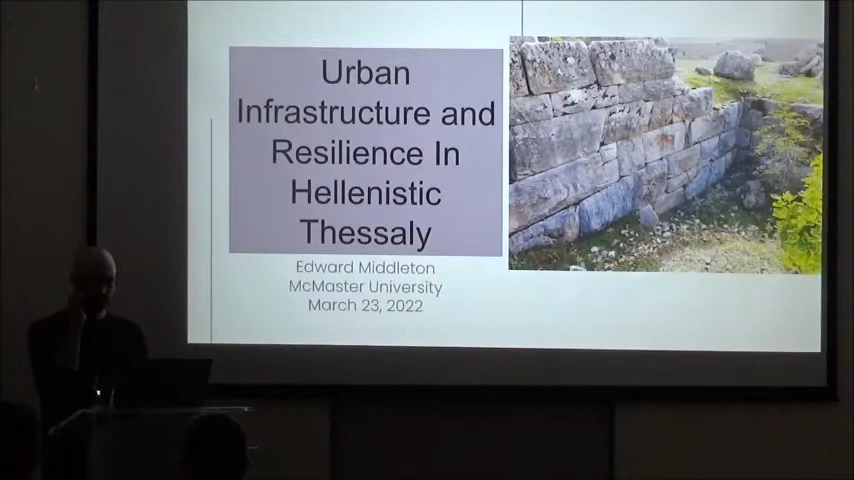 Urban
Infrastructure and
Resilience In
Hellenistic
Thessaly
Edward Middleton
McMaster University
March 23, 2022